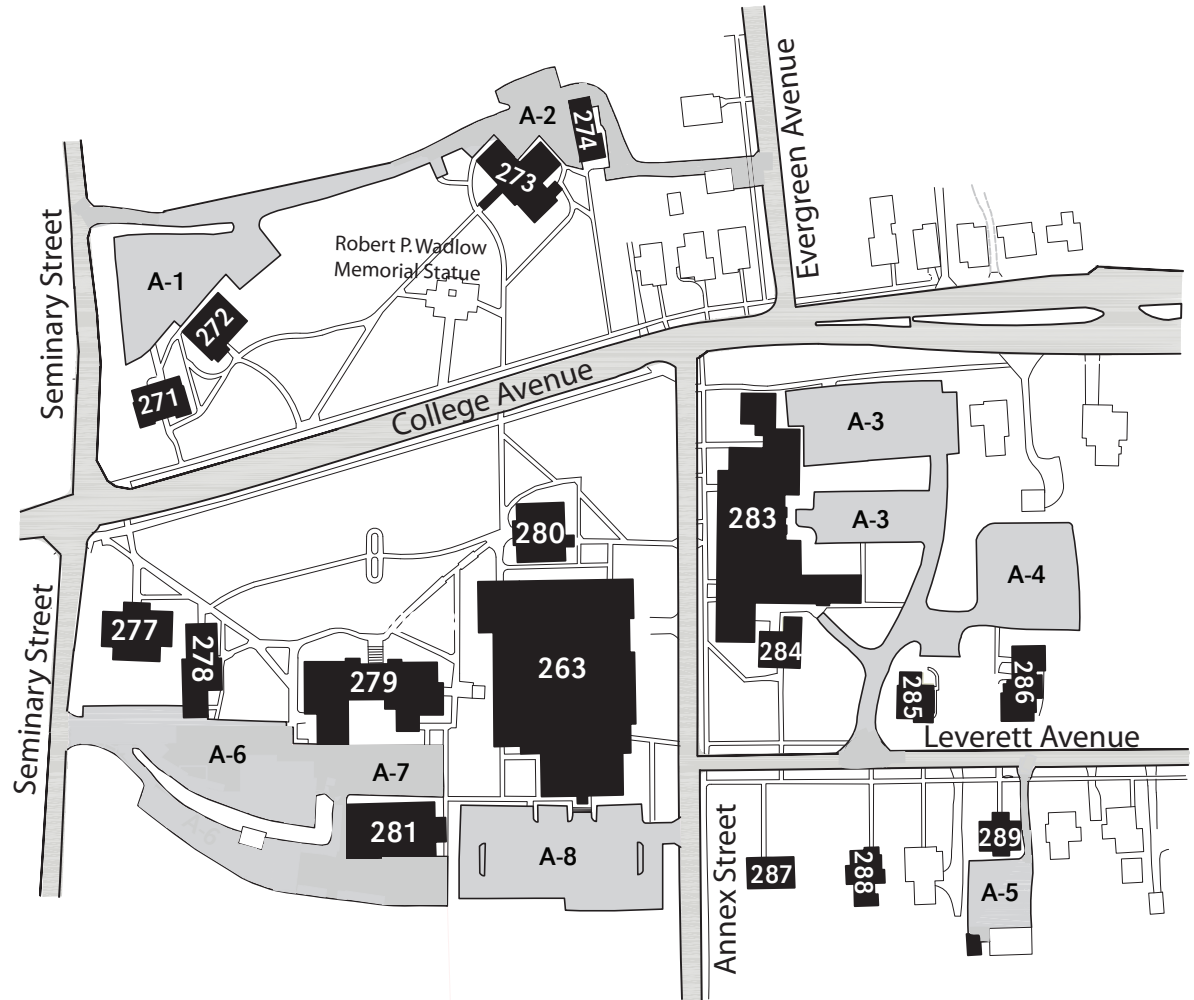 A-2
274
273
Evergreen Avenue
Seminary Street
Robert P. Wadlow
Memorial Statue
A-1
272
271
College Avenue
A-3
283
A-3
280
A-4
277
278
279
263
284
285
286
Seminary Street
Leverett Avenue
A-6
A-7
A-6
281
A-8
Annex Street
287
288
289
A-5